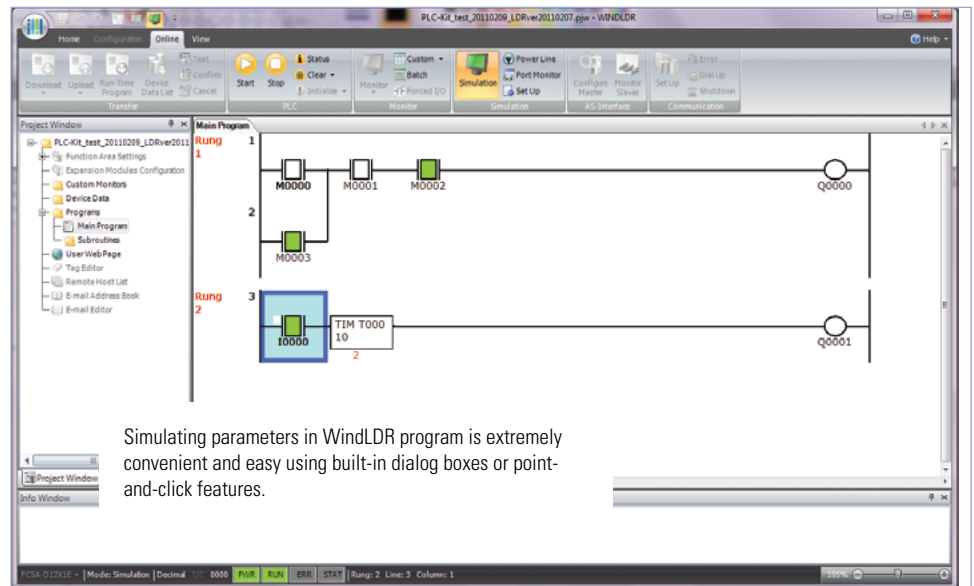 PLC-Kit_test_20110209_LDRver20110207.pjw - WINDLDR
Home Configuration Online View
Help
Download Upload Run-Time Program Device Data List
Test
Confirm
Cancel
Transfer
Start Stop
Status
Clear
Initialize
PLC
Monitor
Custom
Batch
Forced I/O
Monitor
Simulation
Power Line
Port Monitor
Set Up
Simulation
Configure Master Monitor Slaves
AS-Interface
Set Up
Error
Dial Up
Shutdown
Communication
Project Window
PLC-Kit_test_20110209_LDRver2011
Function Area Settings
Expansion Modules Configuration
Custom Monitors
Device Data
Programs
Main Program
Subroutines
User Web Page
Tag Editor
Remote Host List
E-mail Address Book
E-mail Editor
Project Window
Main Program
Rung 1
1
M0000 M0001 M0002 Q0000
2
M0003
Rung 3
2
I0000
TIM T000
10
2
Q0001
Simulating parameters in WindLDR program is extremely
convenient and easy using built-in dialog boxes or point-
and-click features.
Info Window
FC5A-D12X1E Mode: Simulation Decimal T/C 0000 PWR RUN ERR STAT Rung: 2 Line: 3 Column: 1
105%